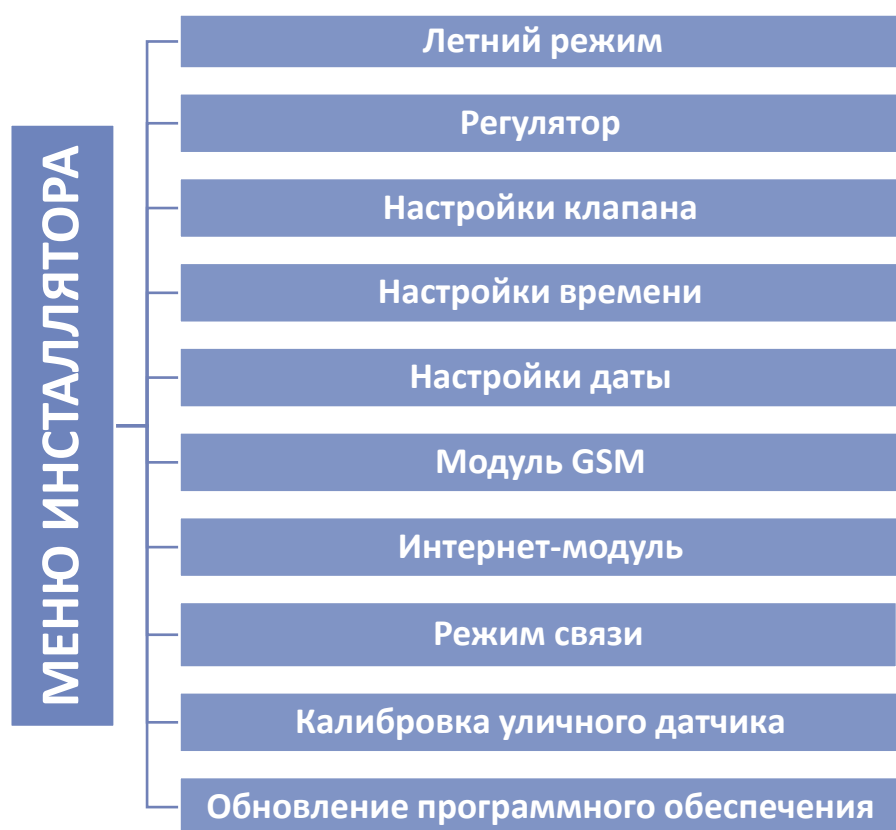 МЕНЮ ИНСТАЛЛЯТОРА
Летний режим
Регулятор
Настройки клапана
Настройки времени
Настройки даты
Модуль GSM
Интернет-модуль
Режим связи
Калибровка уличного датчика
Обновление программного обеспечения